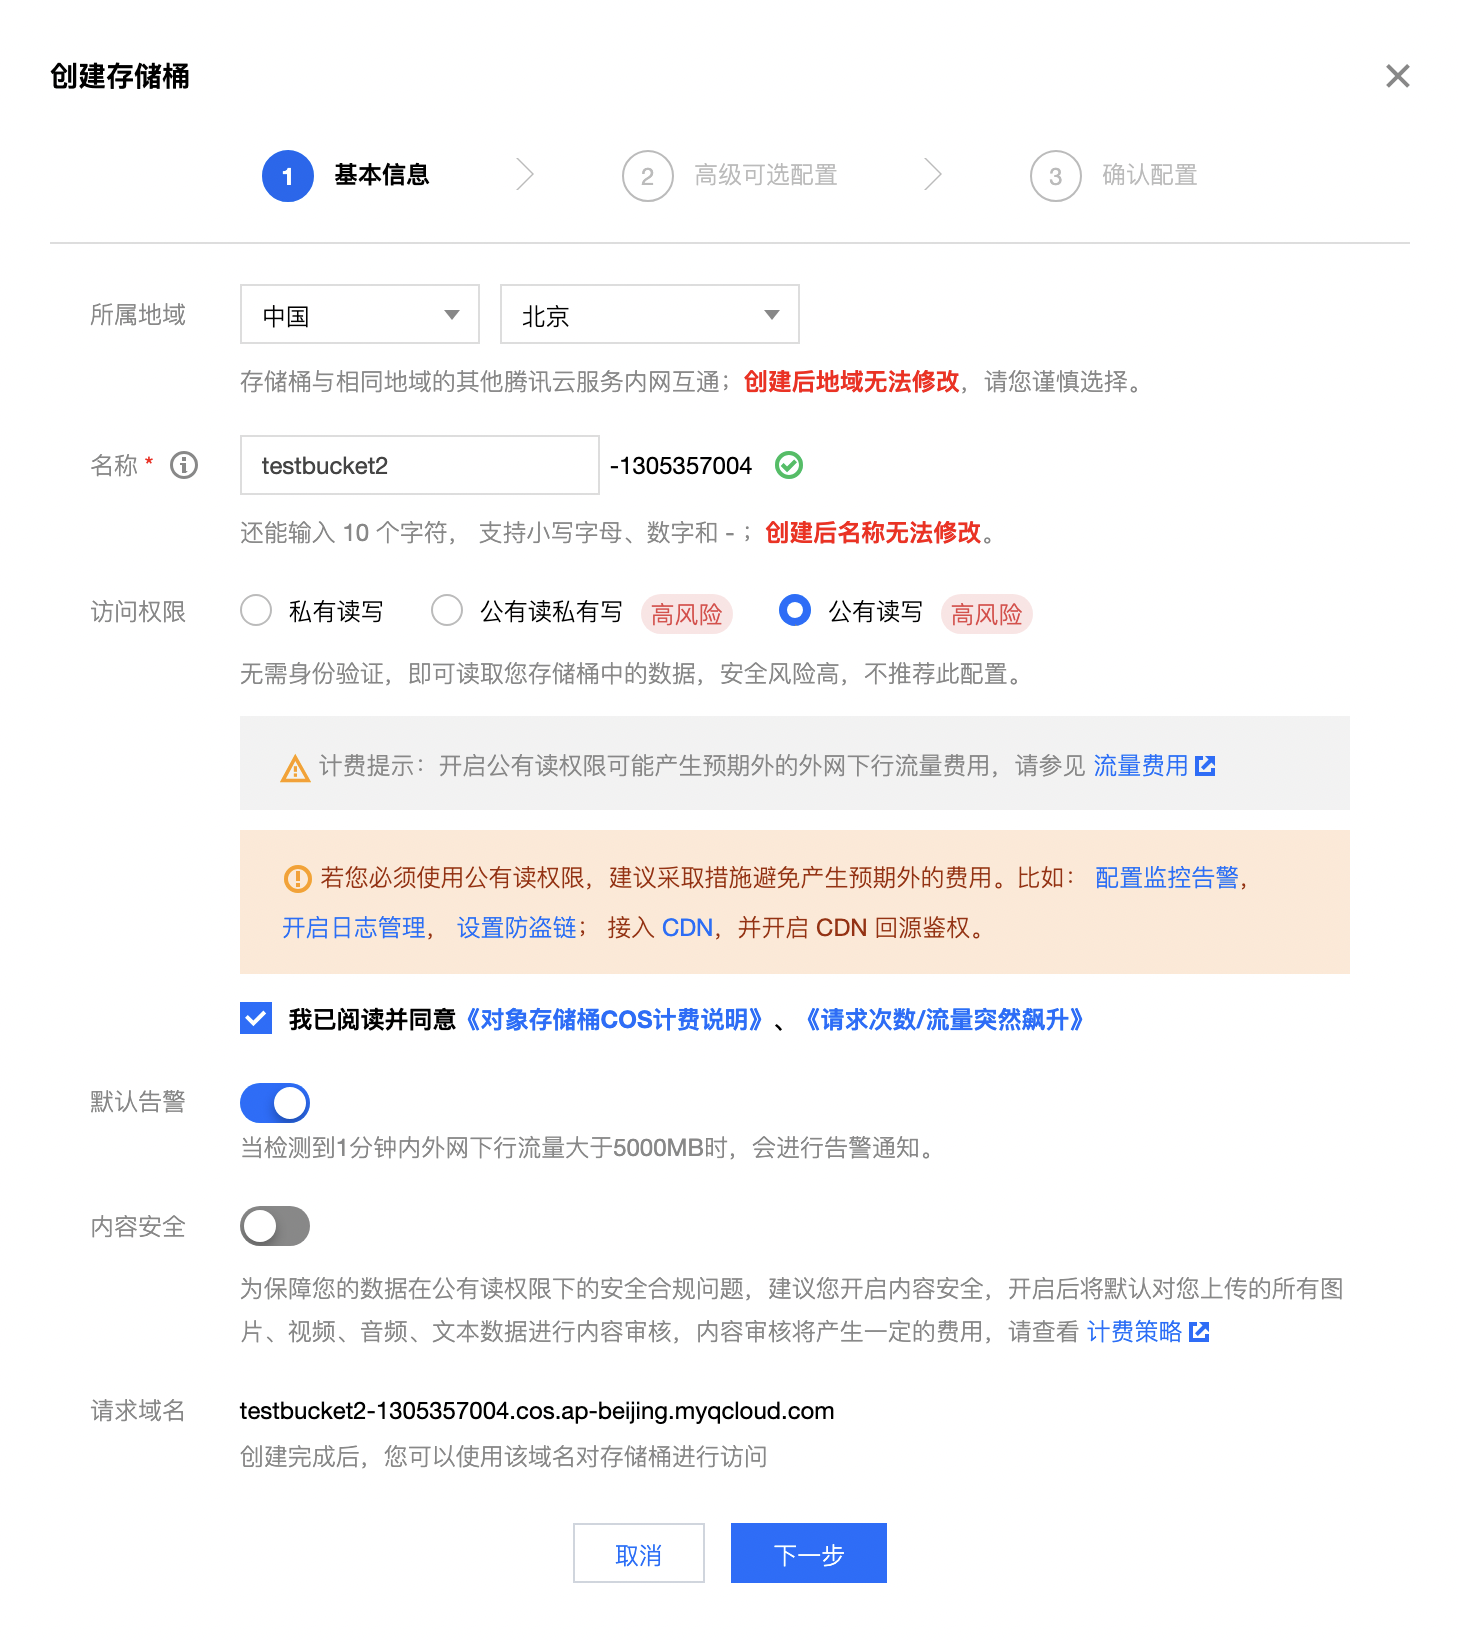 创建存储桶
1 基本信息 2 高级可选配置 3 确认配置
所属地域 中国 北京
存储桶与相同地域的其他腾讯云服务内网互通；创建后地域无法修改，请您谨慎选择。
名称 * testbucket2 -1305357004
还能输入 10 个字符， 支持小写字母、数字和 - ；创建后名称无法修改。
访问权限 私有读写 公有读私有写 高风险 公有读写 高风险
无需身份验证，即可读取您存储桶中的数据，安全风险高，不推荐此配置。
计费提示：开启公有读权限可能产生预期外的外网下行流量费用，请参见 流量费用
若您必须使用公有读权限，建议采取措施避免产生预期外的费用。比如： 配置监控告警，
开启日志管理， 设置防盗链； 接入 CDN，并开启 CDN 回源鉴权。
我已阅读并同意《对象存储桶COS计费说明》、《请求次数/流量突然飙升》
默认告警
当检测到1分钟内外网下行流量大于5000MB时，会进行告警通知。
内容安全
为保障您的数据在公有读权限下的安全合规问题，建议您开启内容安全，开启后将默认对您上传的所有图
片、视频、音频、文本数据进行内容审核，内容审核将产生一定的费用，请查看 计费策略
请求域名 testbucket2-1305357004.cos.ap-beijing.myqcloud.com
创建完成后，您可以使用该域名对存储桶进行访问
取消 下一步